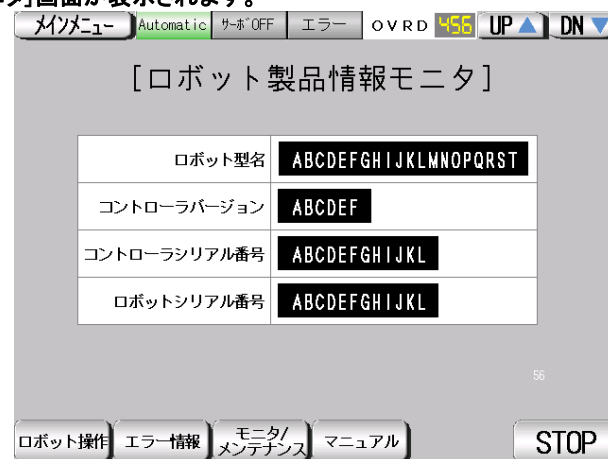 タ]画面が表示されます。
メインメニュー Automatic サーボOFF エラー OVRD 456 UP▲ DN▼
[ロボット製品情報モニタ]
ロボット型名 ABCDEFGHIJKLMNOPQRST
コントローラバージョン ABCDEF
コントローラシリアル番号 ABCDEFGHIJKL
ロボットシリアル番号 ABCDEFGHIJKL
56
ロボット操作 エラー情報 モニタ/
メンテナンス マニュアル STOP